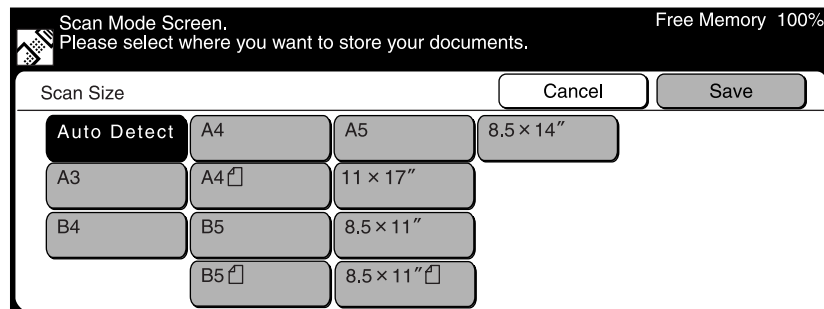 Scan Mode Screen.
Free Memory 100%
Please select where you want to store your documents.
Scan Size
Cancel
Save
Auto Detect
A4
A5
8.5 × 14″
A3
A4
11 × 17″
B4
B5
8.5 × 11″
B5
8.5 × 11″